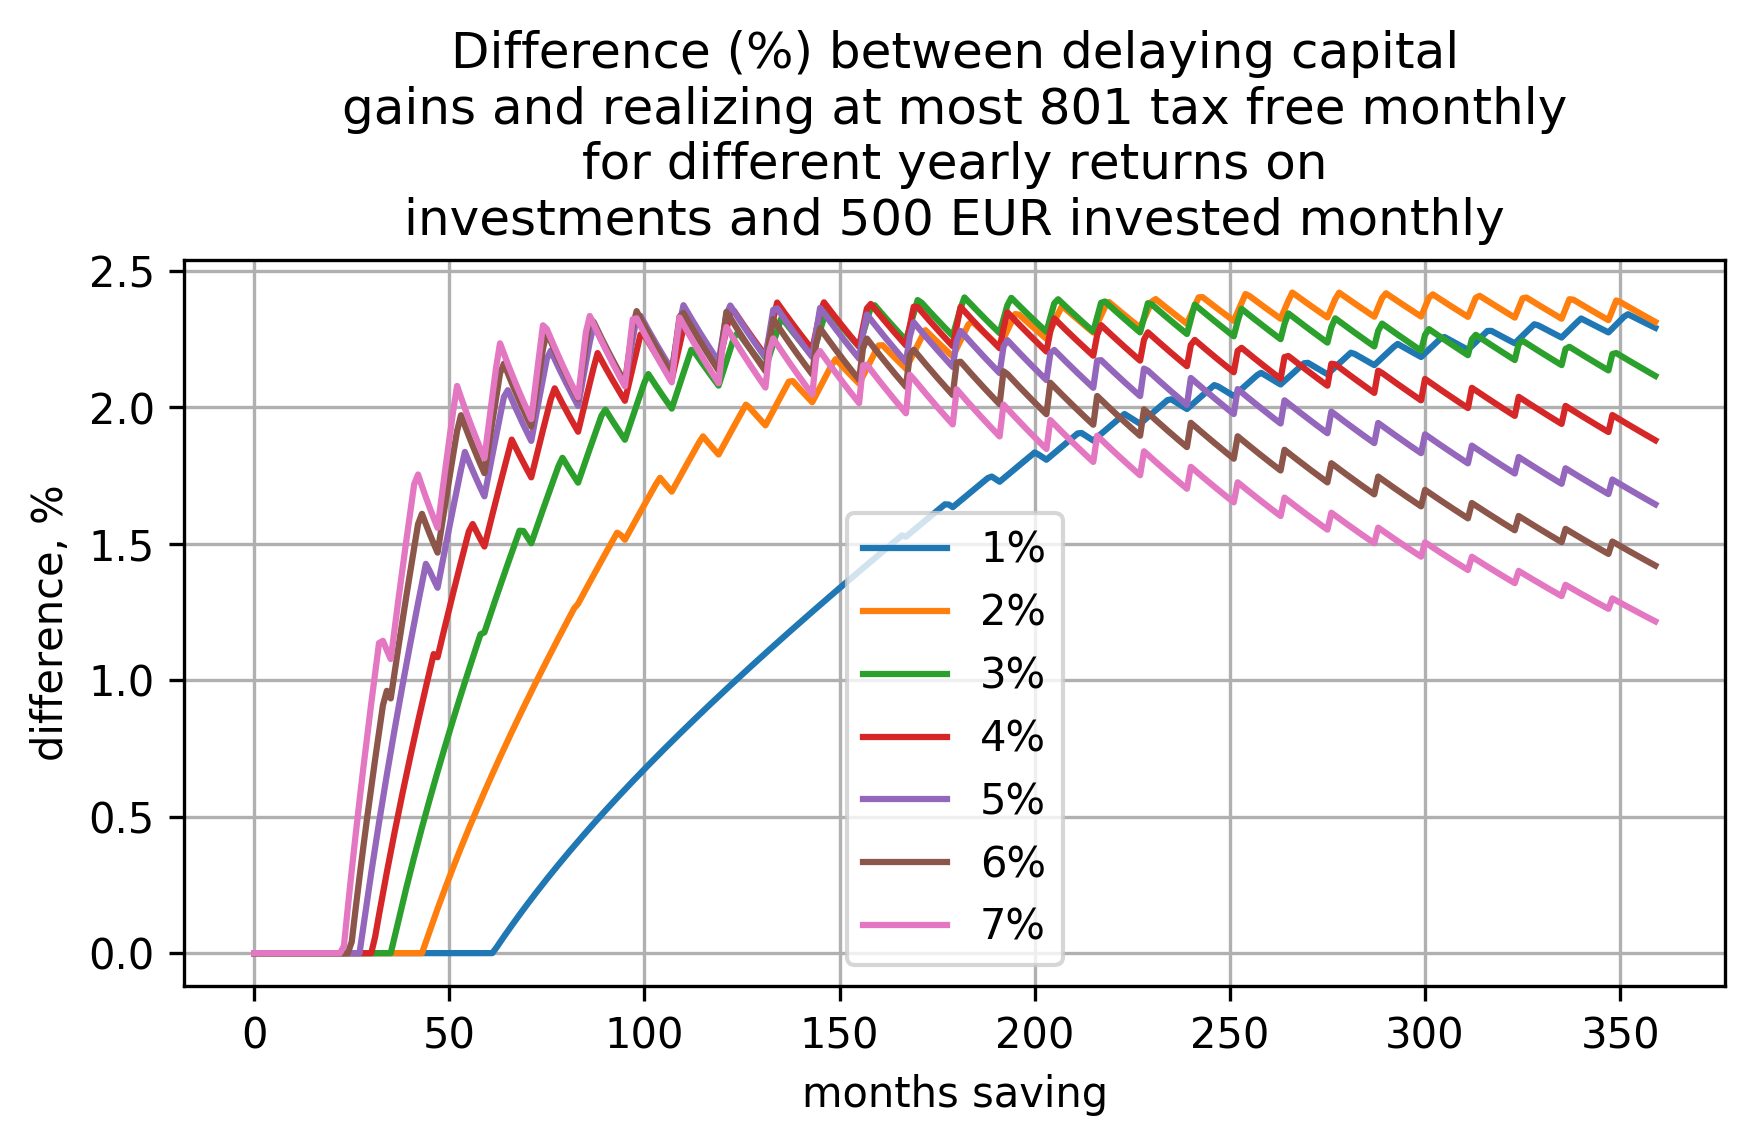 Difference (%) between delaying capital
gains and realizing at most 801 tax free monthly
for different yearly returns on
investments and 500 EUR invested monthly
2.5
2.0
1.5
1.0
0.5
0.0
difference, %
1%
2%
3%
4%
5%
6%
7%
0 50 100 150 200 250 300 350
months saving